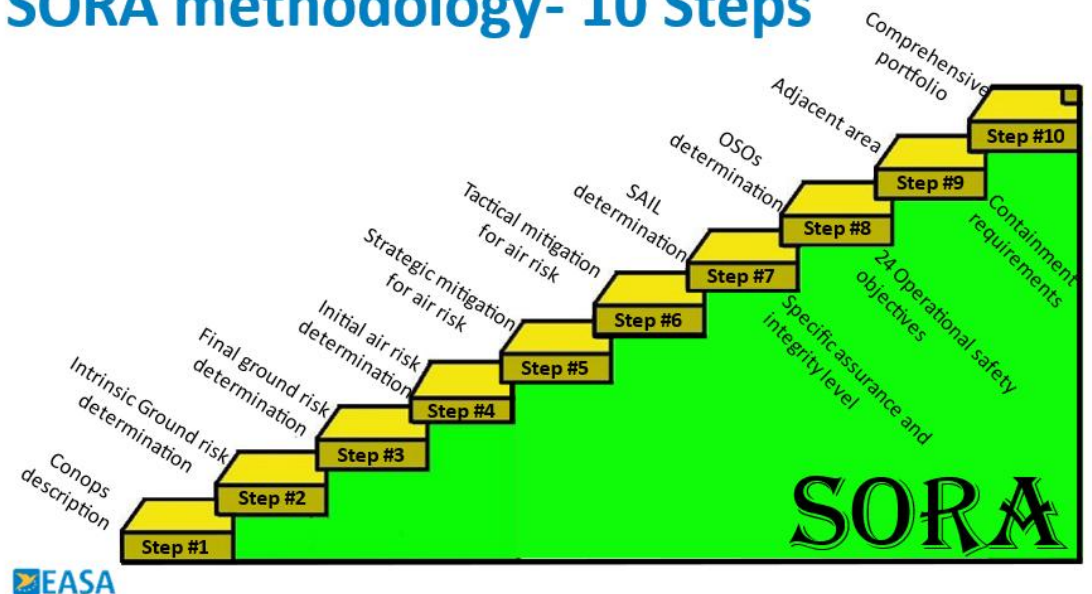 SORA methodology- 10 Steps
Conops
description
Step #1
Intrinsic Ground risk
determination
Step #2
Final ground risk
determination
Step #3
Initial air risk
determination
Step #4
Strategic mitigation
for air risk
Step #5
Tactical mitigation
for air risk
Step #6
SAIL
determination
Step #7
Specific assurance and
integrity level
OSOs
determination
Step #8
24 Operational safety
objectives
Adjacent area
Step #9
Containment
requirements
Comprehensive
portfolio
Step #10
SORA
EASA